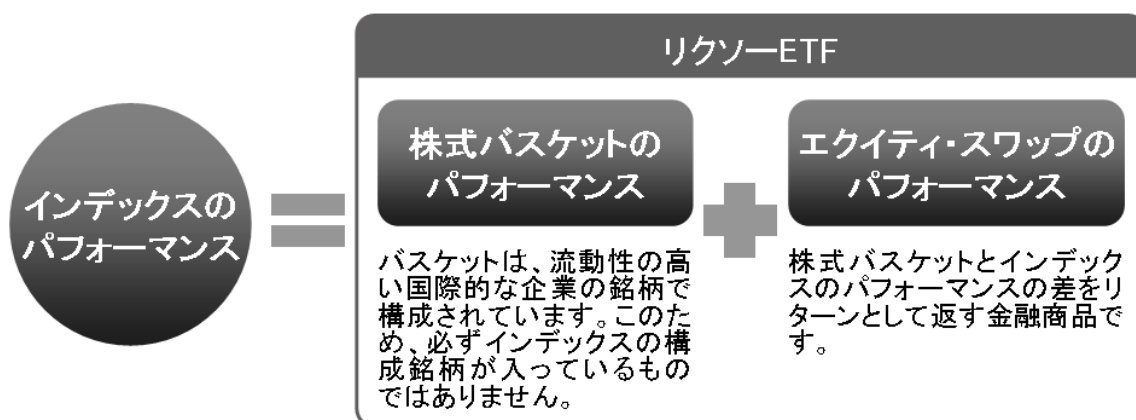 リクソーETF
インデックスの
パフォーマンス
株式バスケットの
パフォーマンス
バスケットは、流動性の高
い国際的な企業の銘柄で
構成されています。このた
め、必ずインデックスの構
成銘柄が入っているもの
ではありません。
エクイティ・スワップの
パフォーマンス
株式バスケットとインデック
スのパフォーマンスの差をリ
ターンとして返す金融商品で
す。